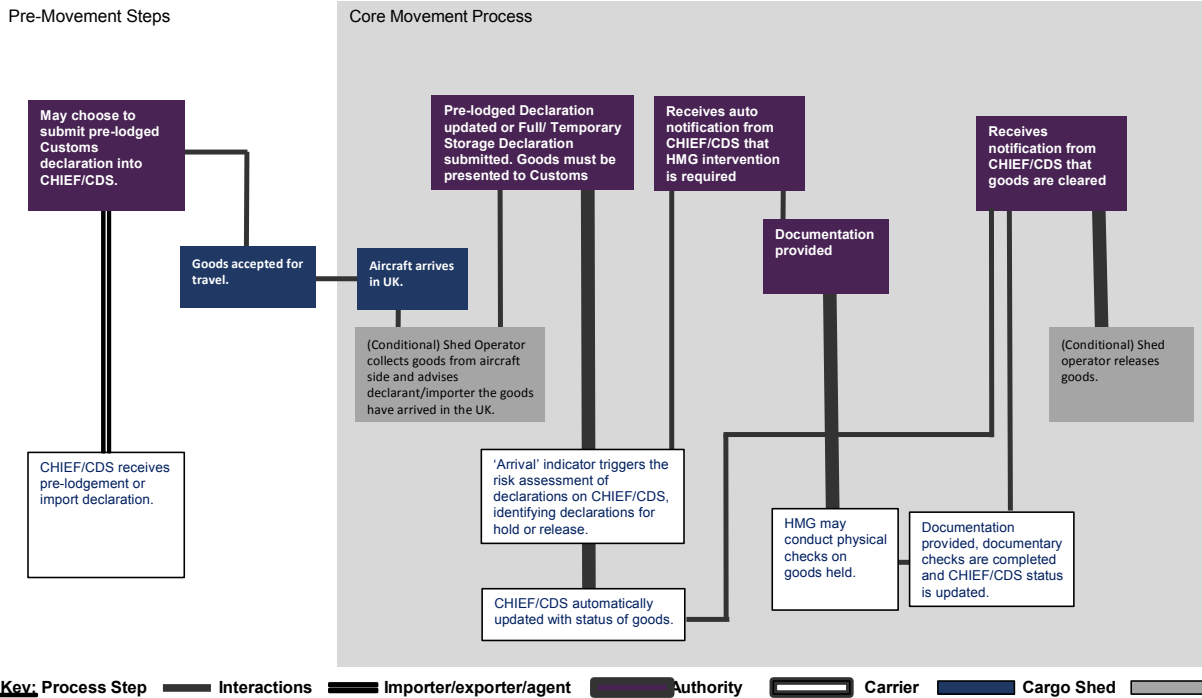 Pre-Movement Steps
Core Movement Process
May choose to
submit pre-lodged
Customs
declaration into
CHIEF/CDS.
Goods accepted for
travel.
CHIEF/CDS receives
pre-lodgement or
import declaration.
Aircraft arrives
in UK.
(Conditional) Shed Operator
collects goods from aircraft
side and advises
declarant/importer the goods
have arrived in the UK.
Pre-lodged Declaration
updated or Full/ Temporary
Storage Declaration
submitted. Goods must be
presented to Customs
‘Arrival’ indicator triggers the
risk assessment of
declarations on CHIEF/CDS,
identifying declarations for
hold or release.
CHIEF/CDS automatically
updated with status of goods.
Receives auto
notification from
CHIEF/CDS that
HMG intervention
is required
Documentation
provided
HMG may
conduct physical
checks on
goods held.
Documentation
provided, documentary
checks are completed
and CHIEF/CDS status
is updated.
Receives
notification from
CHIEF/CDS that
goods are cleared
(Conditional) Shed
operator releases
goods.
Key: Process Step Interactions Importer/exporter/agent Authority Carrier Cargo Shed